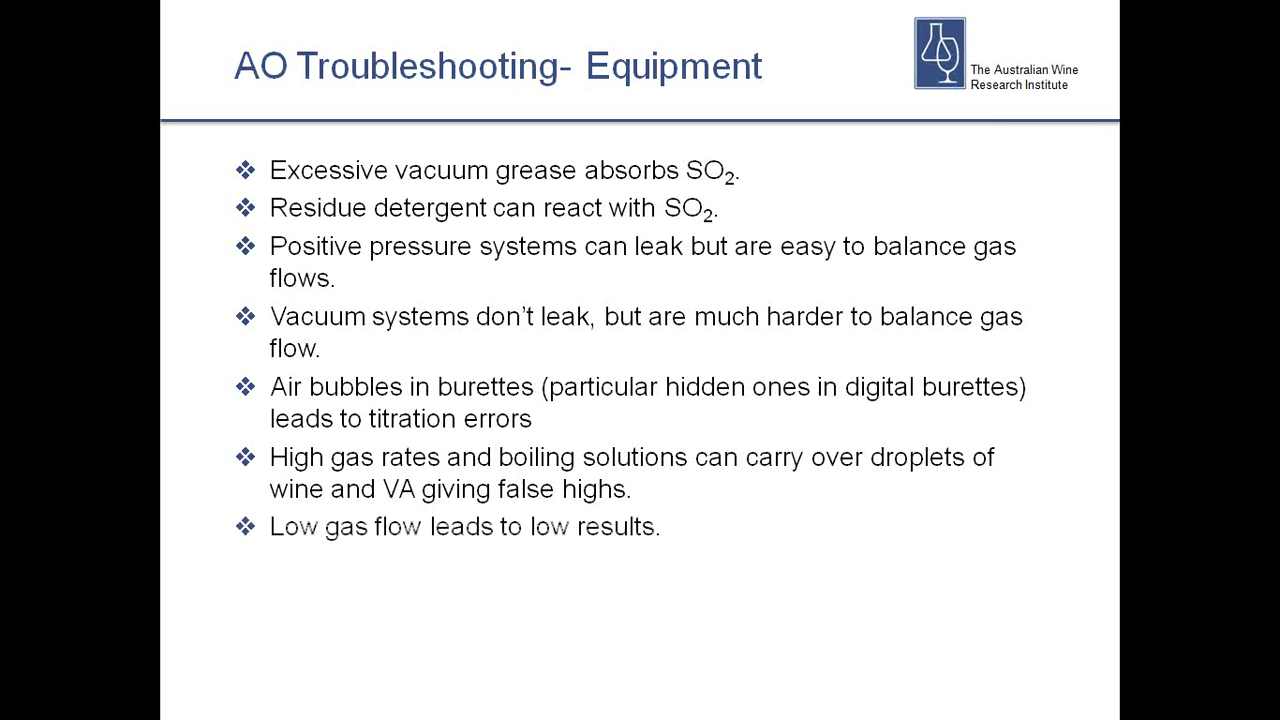 AO Troubleshooting- Equipment
The Australian Wine
Research Institute
❖ Excessive vacuum grease absorbs SO₂.
❖ Residue detergent can react with SO₂.
❖ Positive pressure systems can leak but are easy to balance gas
flows.
❖ Vacuum systems don’t leak, but are much harder to balance gas
flow.
❖ Air bubbles in burettes (particular hidden ones in digital burettes)
leads to titration errors
❖ High gas rates and boiling solutions can carry over droplets of
wine and VA giving false highs.
❖ Low gas flow leads to low results.